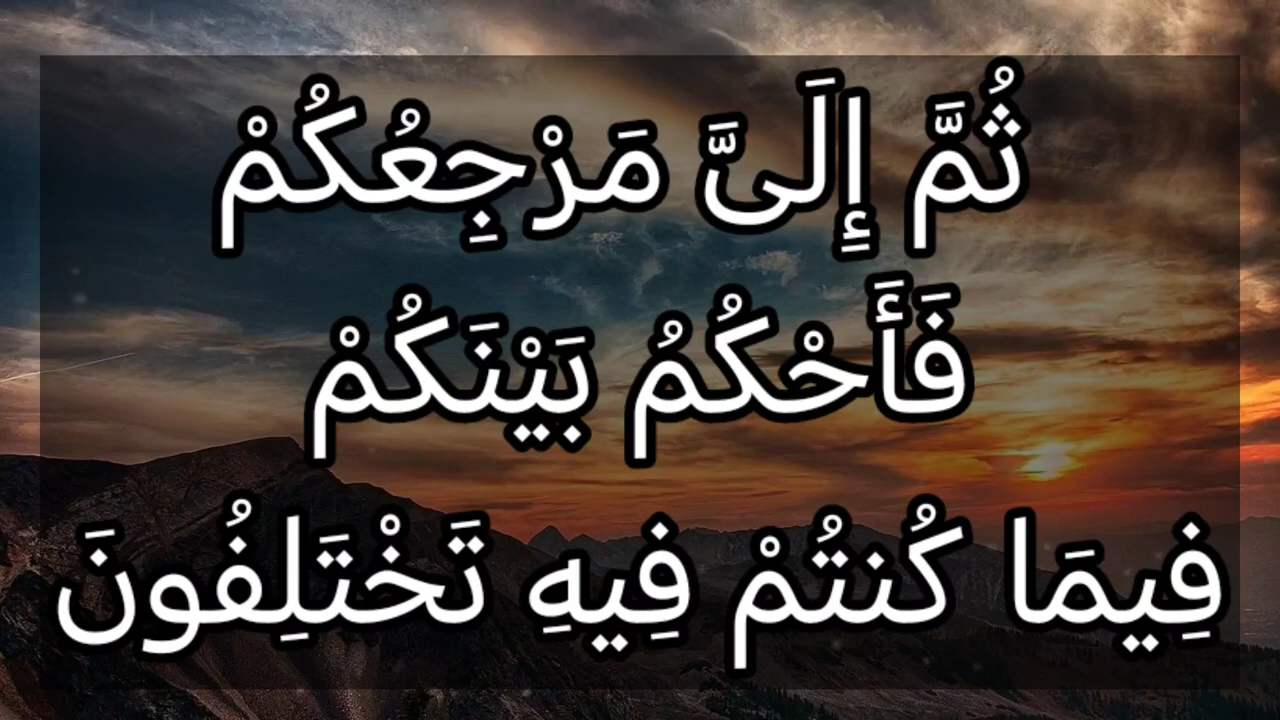 ثُمَّ إِلَىَّ مَرْجِعُكُمْ
فَأَحْكُمُ بَيْنَكُمْ
فِيمَا كُنتُمْ فِيهِ تَخْتَلِفُونَ